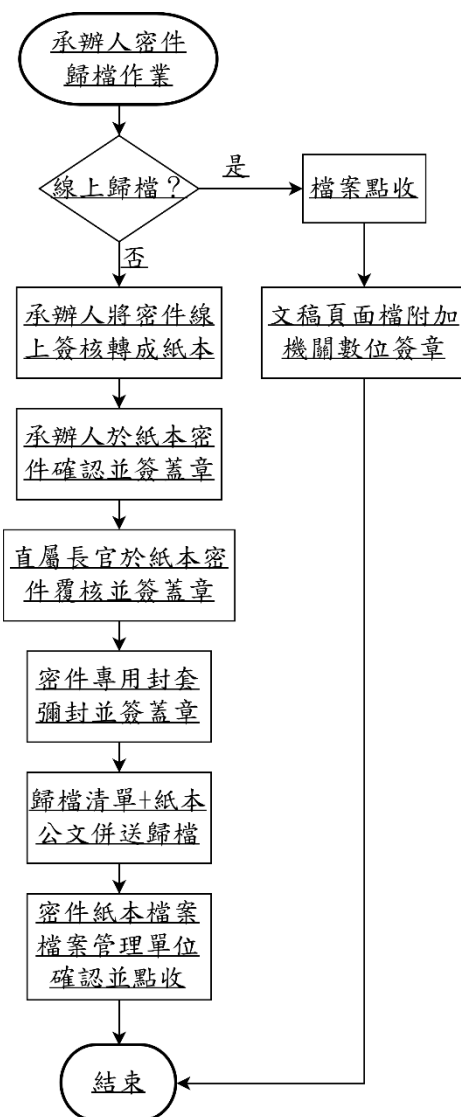 承辦人密件
歸檔作業
線上歸檔？
是
檔案點收
否
承辦人將密件線
上簽核轉成紙本
文稿頁面檔附加
機關數位簽章
承辦人於紙本密
件確認並簽蓋章
直屬長官於紙本密
件覆核並簽蓋章
密件專用封套
彌封並簽蓋章
歸檔清單+紙本
公文併送歸檔
密件紙本檔案
檔案管理單位
確認並點收
結束